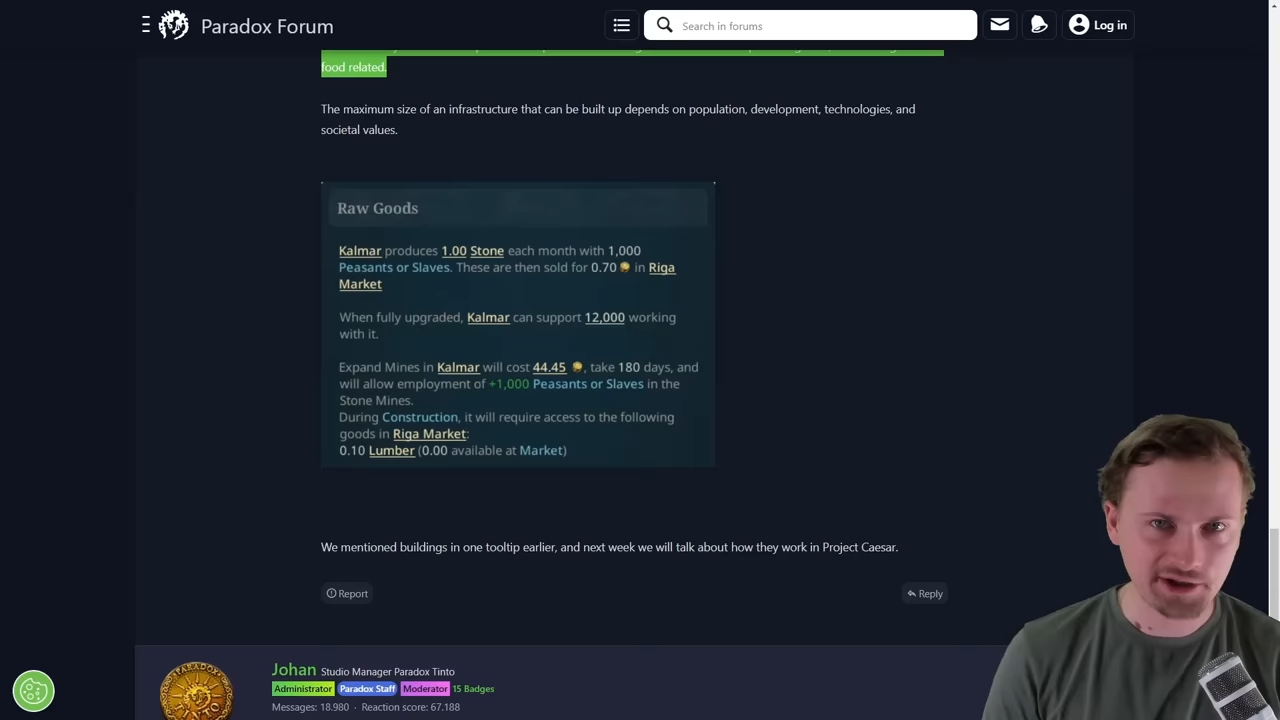 Paradox Forum
Search in forums
Log in
food related.
The maximum size of an infrastructure that can be built up depends on population, development, technologies, and
societal values.
Raw Goods
Kalmar produces 1.00 Stone each month with 1,000
Peasants or Slaves. These are then sold for 0.70 in Riga
Market
When fully upgraded, Kalmar can support 12,000 working
with it.
Expand Mines in Kalmar will cost 44.45 , take 180 days, and
will allow employment of +1,000 Peasants or Slaves in the
Stone Mines.
During Construction, it will require access to the following
goods in Riga Market:
0.10 Lumber (0.00 available at Market)
We mentioned buildings in one tooltip earlier, and next week we will talk about how they work in Project Caesar.
Report
Reply
Johan Studio Manager Paradox Tinto
Administrator Paradox Staff Moderator 15 Badges
Messages: 18.980 · Reaction score: 67.188